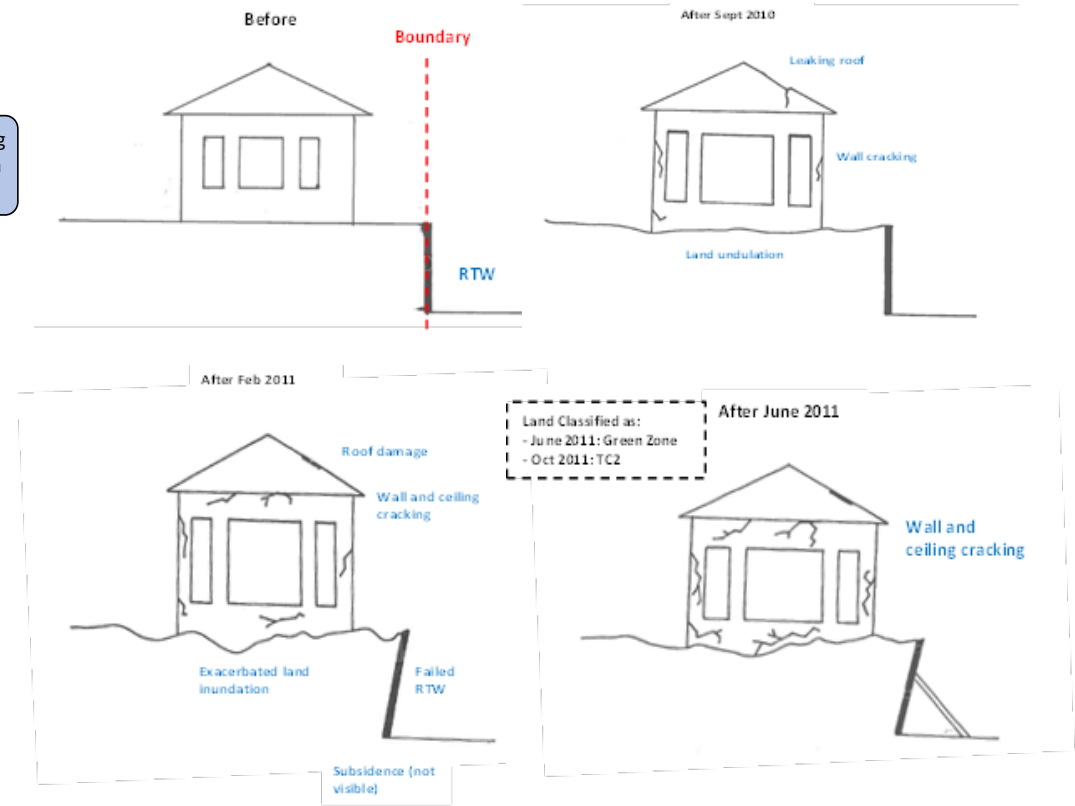 Before
Boundary
RTW
After Sept 2010
Leaking roof
Wall cracking
Land undulation
After Feb 2011
Roof damage
Wall and ceiling
cracking
Exacerbated land
inundation
Failed
RTW
Subsidence (not
visible)
Land Classified as:
- June 2011: Green Zone
- Oct 2011: TC2
After June 2011
Wall and
ceiling cracking